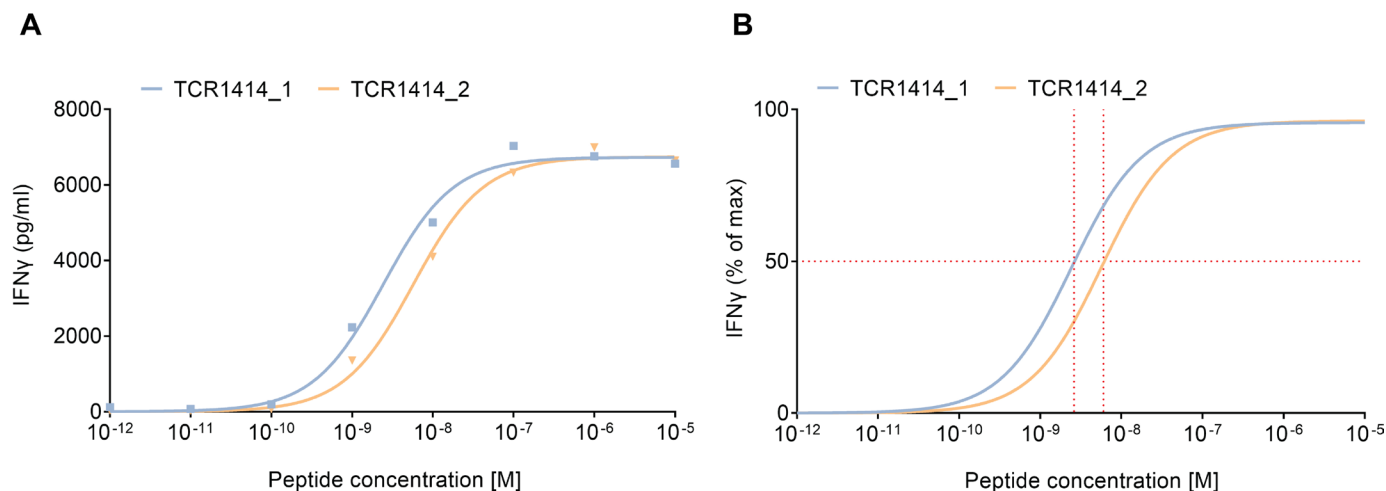 A
TCR1414_1 TCR1414_2
8000
6000
4000
2000
0
IFNγ (pg/ml)
10-12 10-11 10-10 10-9 10-8 10-7 10-6 10-5
Peptide concentration [M]
B
TCR1414_1 TCR1414_2
100
50
0
IFNγ (% of max)
10-12 10-11 10-10 10-9 10-8 10-7 10-6 10-5
Peptide concentration [M]